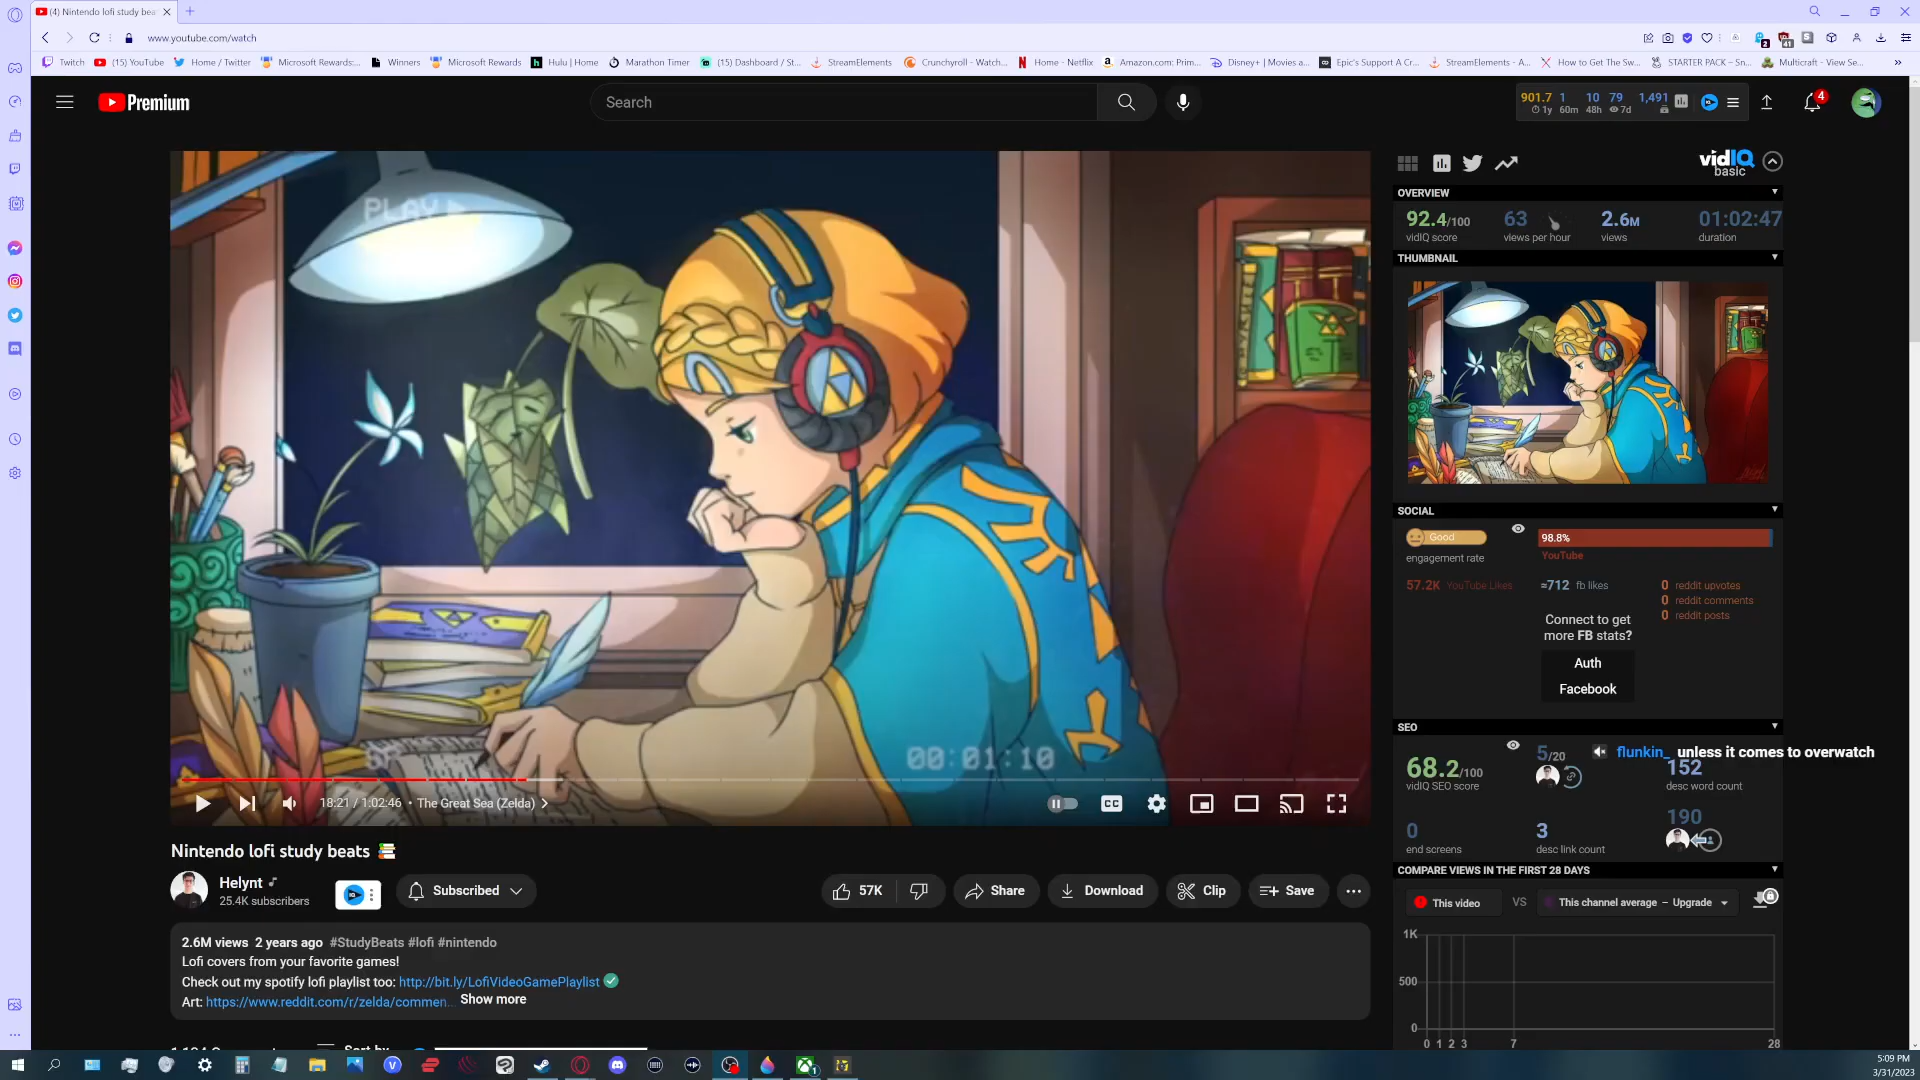 (4) Nintendo lofi study bea
www.youtube.com/watch
2
41
Twitch
(15) YouTube
Home / Twitter
Microsoft Rewards:...
Winners
Microsoft Rewards
Hulu | Home
Marathon Timer
(15) Dashboard / St...
StreamElements
Crunchyroll - Watch...
Home - Netflix
Amazon.com: Prim...
Disney+ | Movies a...
Epic's Support A Cr...
StreamElements - A...
How to Get The Sw...
STARTER PACK – Sn...
Multicraft - View Se...
Premium
Search
901.7 1 10 79 1,491
1y 60m 48h 7d
4
PLAY
SP
00:01:10
18:21 / 1:02:46 • The Great Sea (Zelda)
CC
Nintendo lofi study beats
Helynt
25.4K subscribers
Subscribed
57K
Share
Download
Clip
Save
2.6M views 2 years ago #StudyBeats #lofi #nintendo
Lofi covers from your favorite games!
Check out my spotify lofi playlist too: http://bit.ly/LofiVideoGamePlaylist
Art: https://www.reddit.com/r/zelda/commen...
Show more
Sort by
vidIQ
basic
OVERVIEW
92.4/100 63 2.6M 01:02:47
vidIQ score views per hour views duration
THUMBNAIL
SOCIAL
Good
engagement rate
98.8%
YouTube
57.2K YouTube Likes
≈712 fb likes
0 reddit upvotes
0 reddit comments
0 reddit posts
Connect to get
more FB stats?
Auth
Facebook
SEO
68.2/100
vidIQ SEO score
5/20
flunkin_ unless it comes to overwatch
152
desc word count
0
end screens
3
desc link count
190
COMPARE VIEWS IN THE FIRST 28 DAYS
This video
VS
This channel average – Upgrade
1K
500
0
0 1 2 3 7 28
5:09 PM
3/31/2023